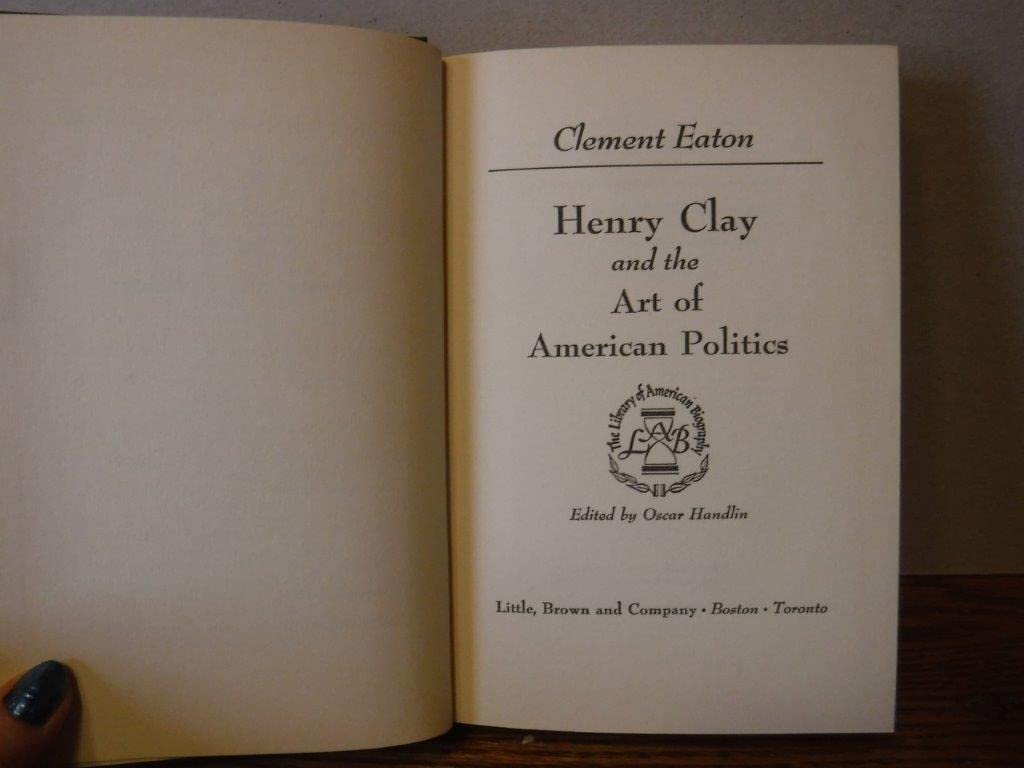 Clement Eaton
Henry Clay
and the
Art of
American Politics
The Library of American Biography
LAB
Edited by Oscar Handlin
Little, Brown and Company • Boston • Toronto